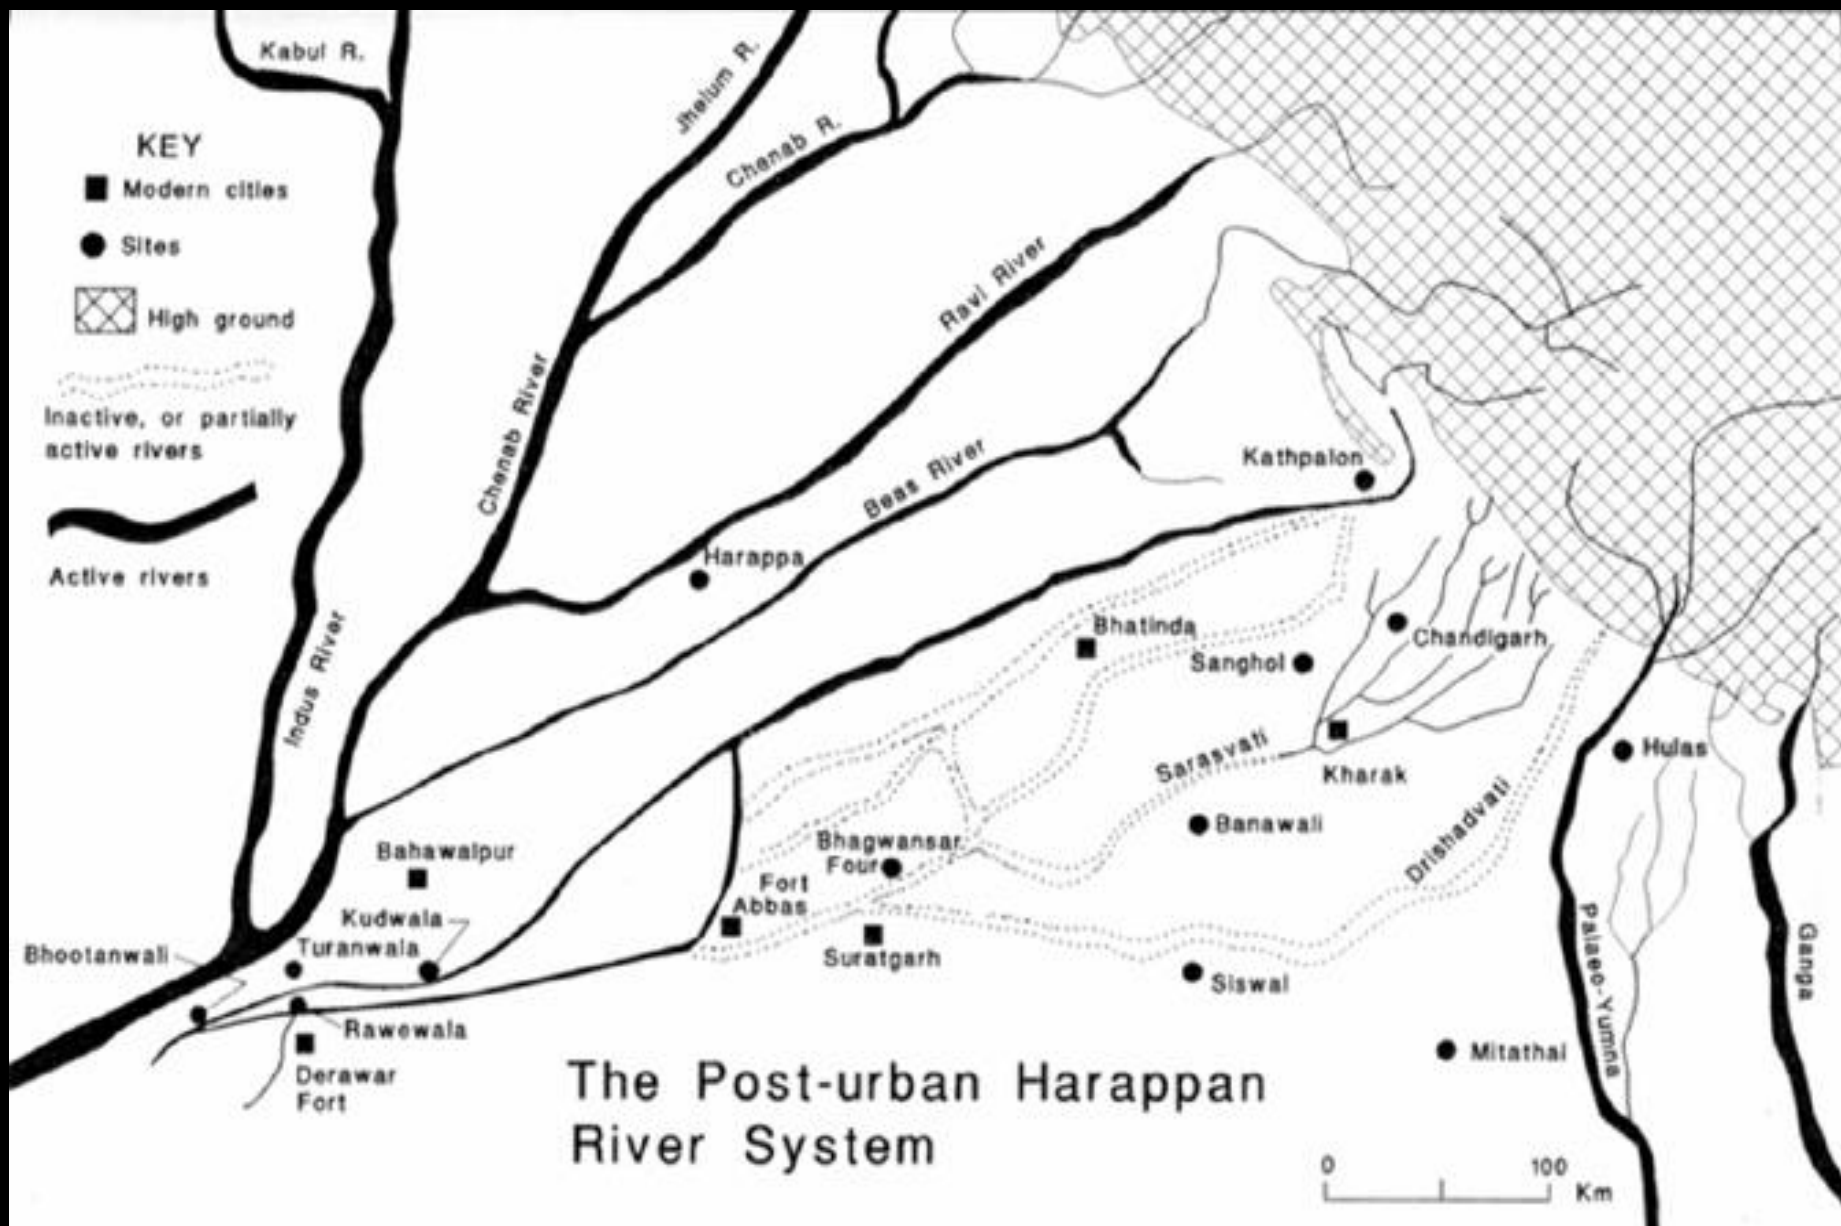 Kabul R.
KEY
Modern cities
Sites
High ground
Inactive, or partially
active rivers
Active rivers
Jhelum R.
Chenab R.
Ravi River
Chenab River
Beas River
Indus River
Kathpalon
Harappa
Bhatinda
Chandigarh
Sanghol
Sarasvati
Kharak
Hulas
Banawali
Drishadvati
Bahawalpur
Bhagwansar
Four
Fort
Abbas
Kudwala
Turanwala
Bhootanwali
Suratgarh
Siswal
Palaeo-Yumna
Ganga
Rawewala
Derawar
Fort
Mitathal
The Post-urban Harappan
River System
0 100
Km